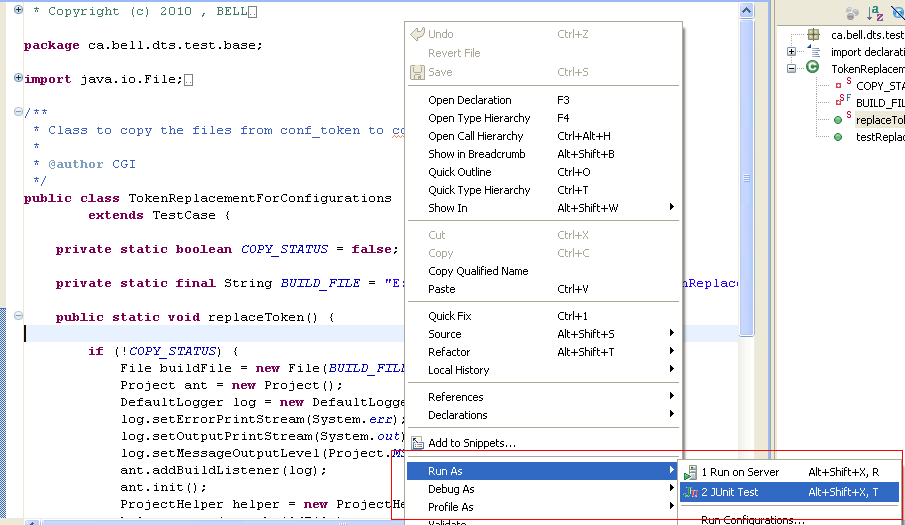 * Copyright (c) 2010 , BELL
package ca.bell.dts.test.base;
import java.io.File;
/**
* Class to copy the files from conf_token to co
*
* @author CGI
*/
public class TokenReplacementForConfigurations
extends TestCase {
private static boolean COPY_STATUS = false;
private static final String BUILD_FILE = "E:
public static void replaceToken() {
if (!COPY_STATUS) {
File buildFile = new File(BUILD_FILE
Project ant = new Project();
DefaultLogger log = new DefaultLogge
log.setErrorPrintStream(System.err);
log.setOutputPrintStream(System.out)
log.setMessageOutputLevel(Project.MS
ant.addBuildListener(log);
ant.init();
ProjectHelper helper = new ProjectHe
Undo Ctrl+Z
Revert File
Save Ctrl+S
Open Declaration F3
Open Type Hierarchy F4
Open Call Hierarchy Ctrl+Alt+H
Show in Breadcrumb Alt+Shift+B
Quick Outline Ctrl+O
Quick Type Hierarchy Ctrl+T
Show In Alt+Shift+W
Cut Ctrl+X
Copy Ctrl+C
Copy Qualified Name
Paste Ctrl+V
Quick Fix Ctrl+1
Source Alt+Shift+S
Refactor Alt+Shift+T
Local History
References
Declarations
Add to Snippets...
Run As
Debug As
Profile As
Validate
enReplac
1 Run on Server Alt+Shift+X, R
2 JUnit Test Alt+Shift+X, T
Run Configurations...
ca.bell.dts.test
import declaratio
TokenReplacemen
COPY_STA
BUILD_FIL
replaceTo
testRepla